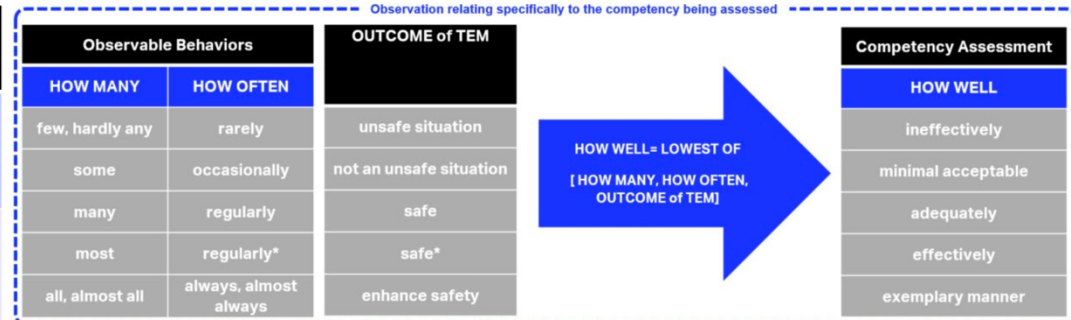 Observation relating specifically to the competency being assessed
Observable Behaviors
HOW MANY HOW OFTEN
few, hardly any rarely
some occasionally
many regularly
most regularly*
all, almost all always, almost
always
OUTCOME of TEM
unsafe situation
not an unsafe situation
safe
safe*
enhance safety
HOW WELL= LOWEST OF
[ HOW MANY, HOW OFTEN,
OUTCOME of TEM]
Competency Assessment
HOW WELL
ineffectively
minimal acceptable
adequately
effectively
exemplary manner